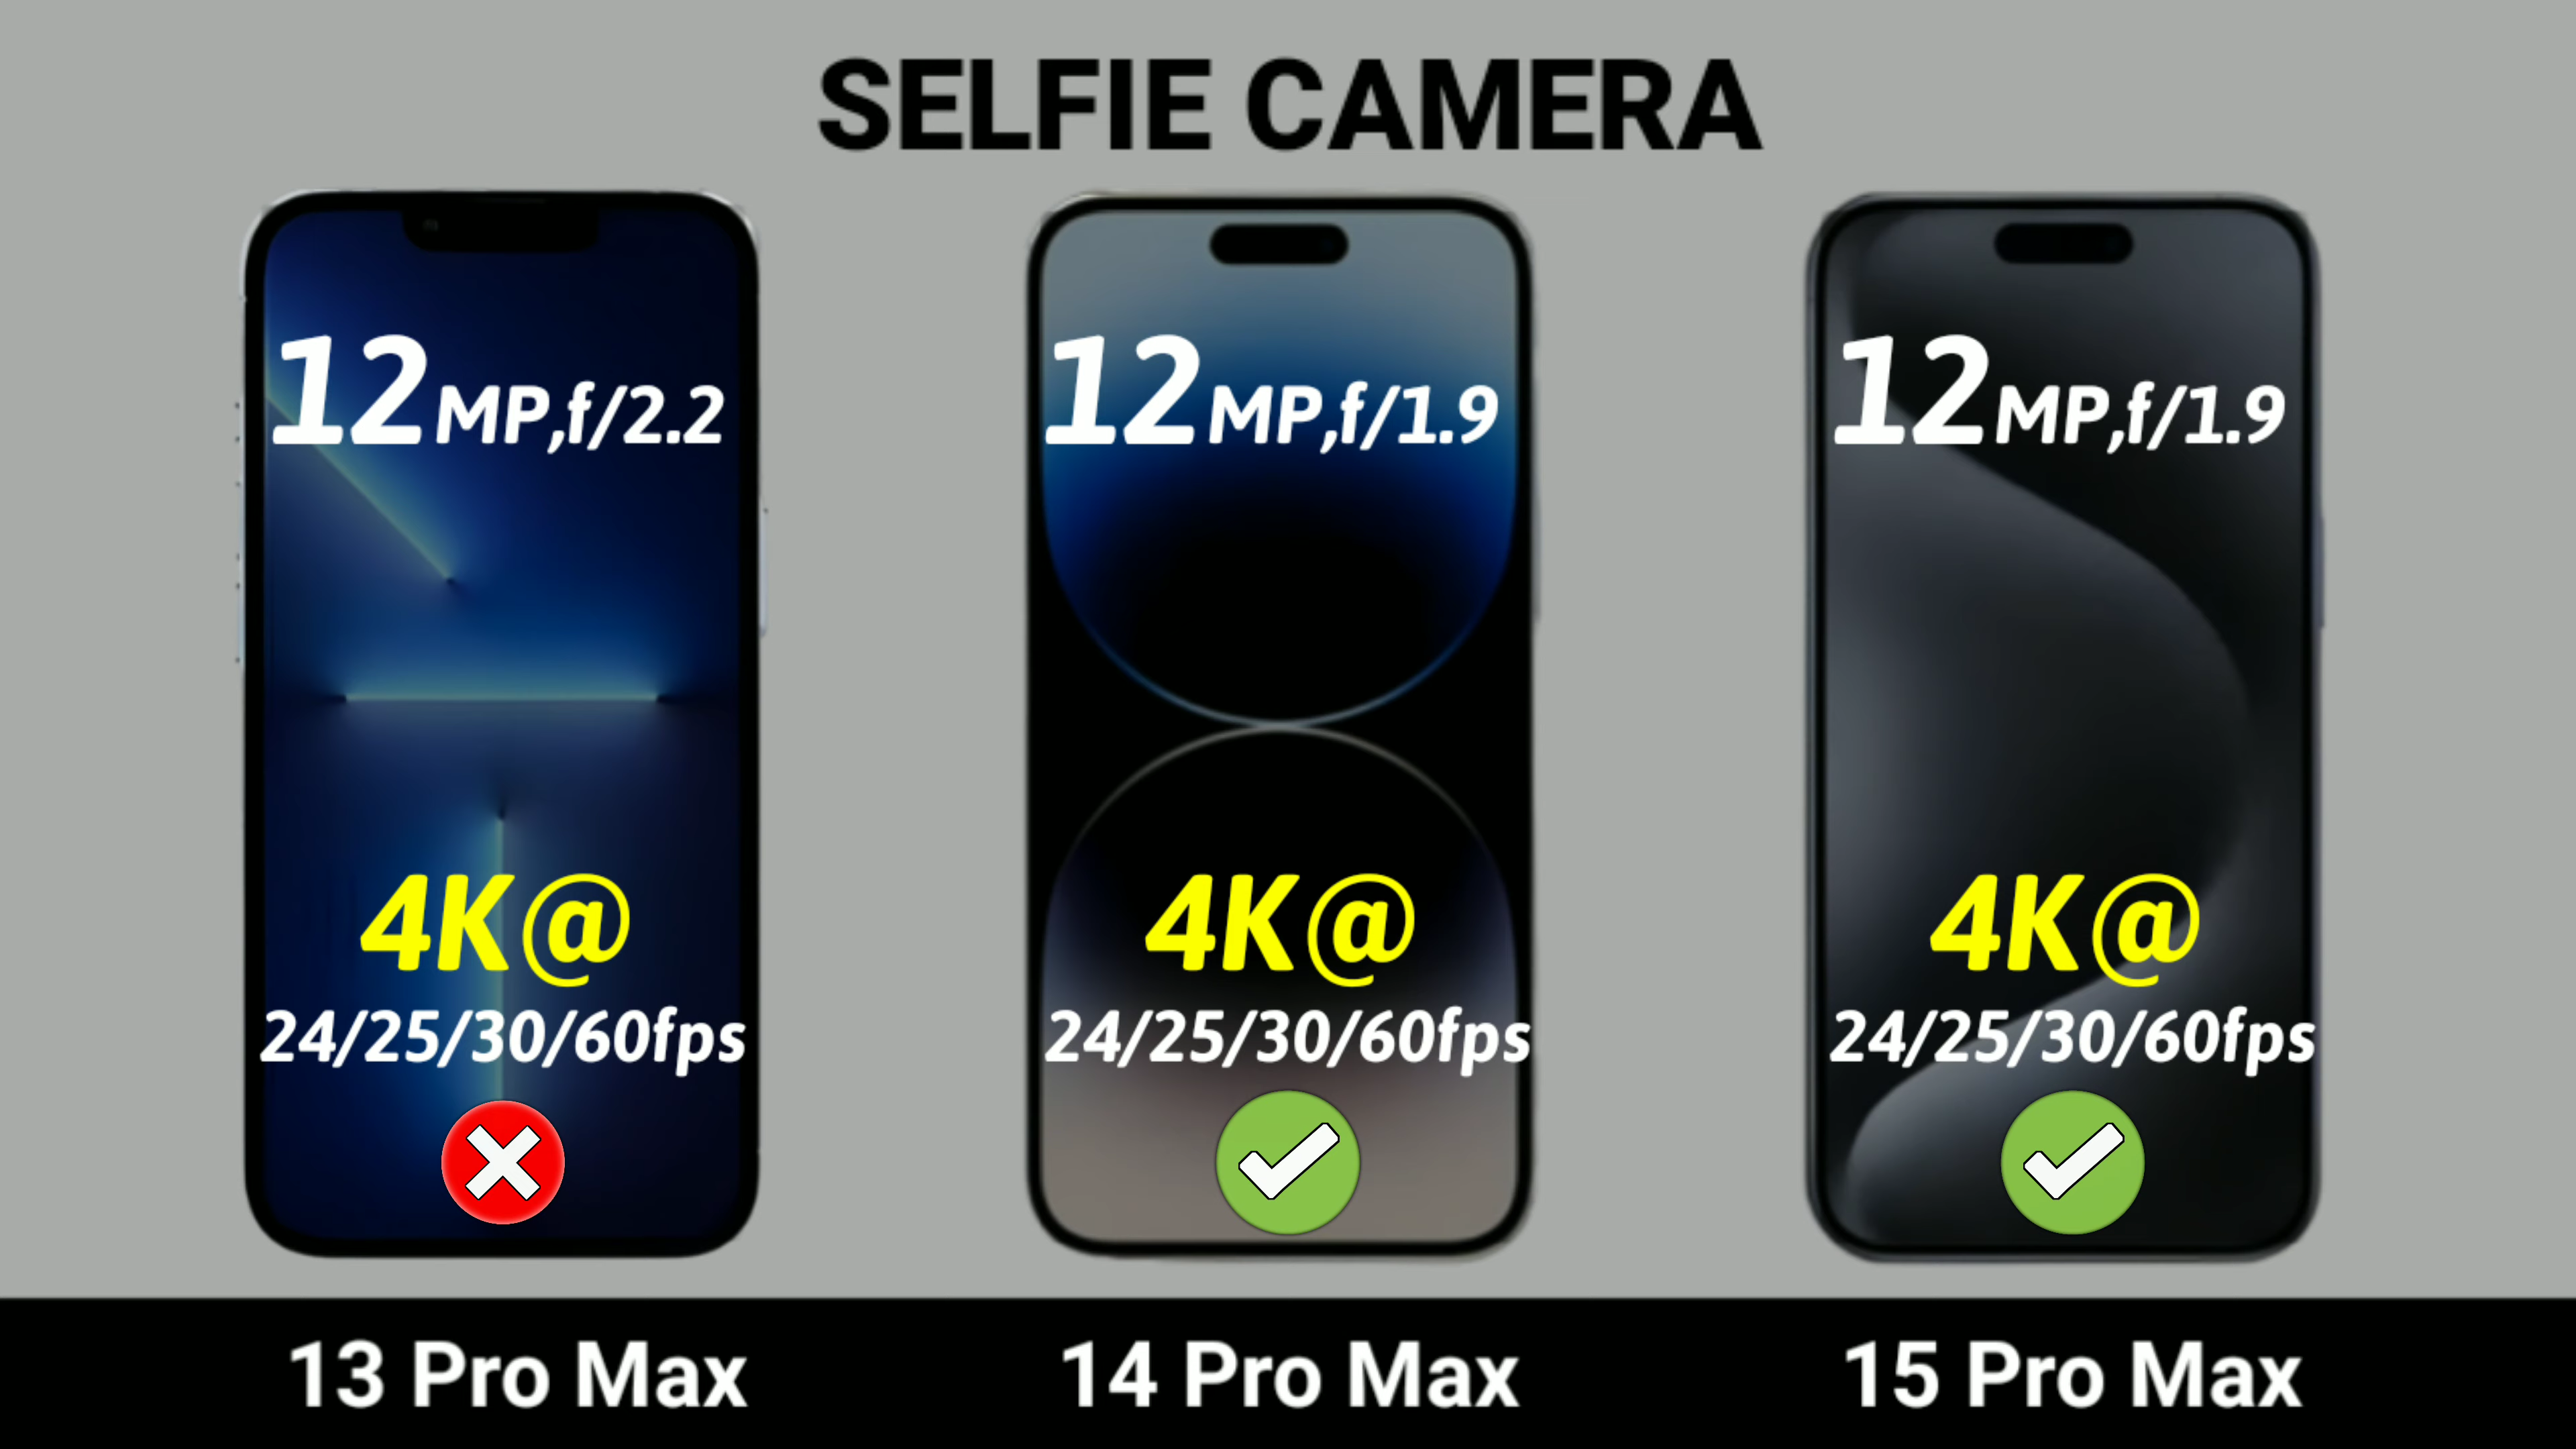 SELFIE CAMERA
12MP,f/2.2
4K@
24/25/30/60fps
13 Pro Max
12MP,f/1.9
4K@
24/25/30/60fps
14 Pro Max
12MP,f/1.9
4K@
24/25/30/60fps
15 Pro Max